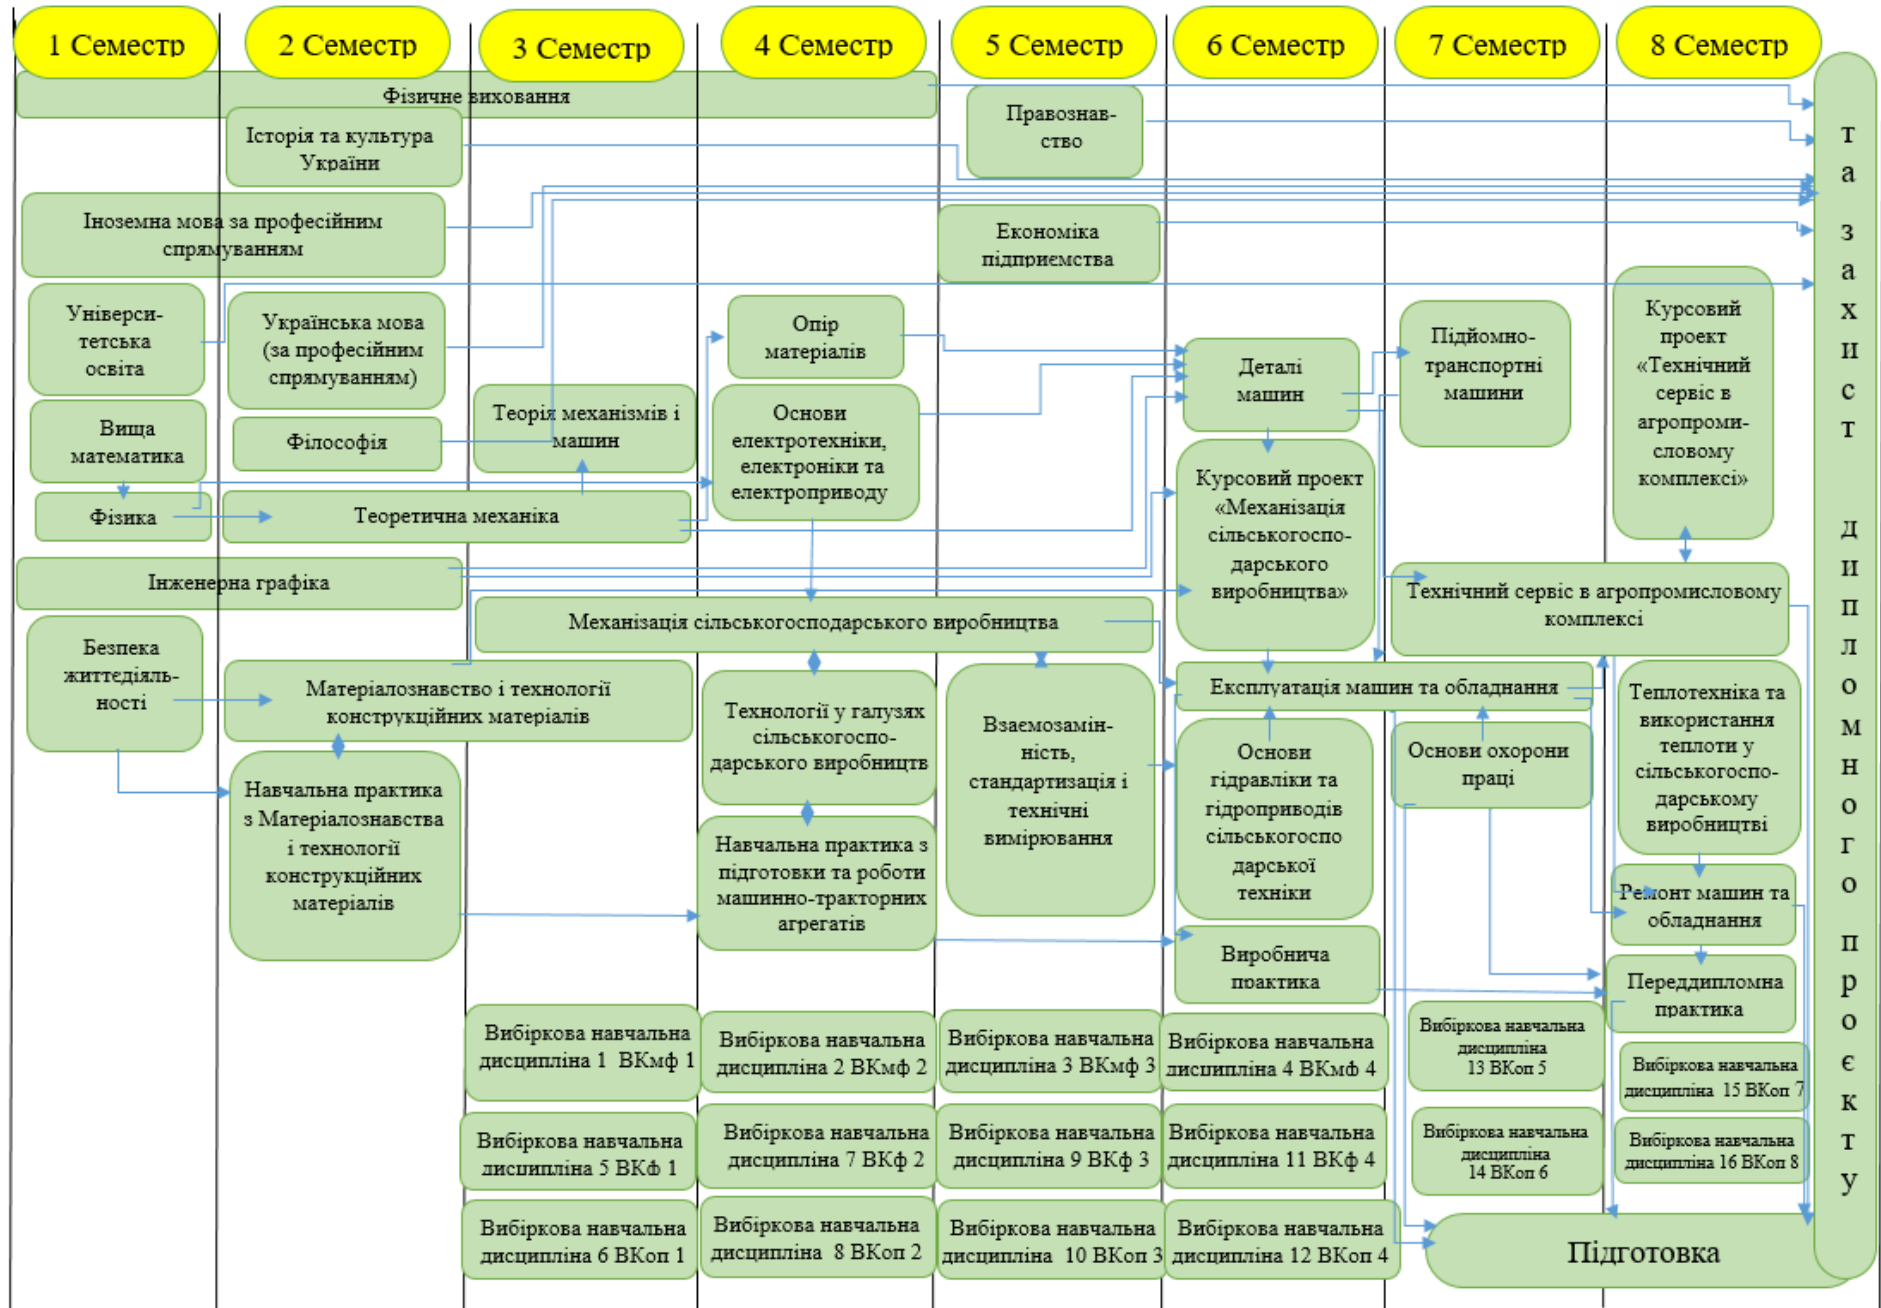 1 Семестр
2 Семестр
3 Семестр
4 Семестр
5 Семестр
6 Семестр
7 Семестр
8 Семестр
Фізичне виховання
Історія та культура
України
Іноземна мова за професійним
спрямуванням
Універси-
тетська
освіта
Українська мова
(за професійним
спрямуванням)
Вища
математика
Філософія
Фізика
Теоретична механіка
Інженерна графіка
Безпека
життєдіяль-
ності
Матеріалознавство і технології
конструкційних матеріалів
Навчальна практика
з Матеріалознавства
і технології
конструкційних
матеріалів
Теорія механізмів і
машин
Опір
матеріалів
Основи
електротехніки,
електроніки та
електроприводу
Механізація сільськогосподарського виробництва
Технології у галузях
сільськогоспо-
дарського виробництв
Навчальна практика з
підготовки та роботи
машинно-тракторних
агрегатів
Правознав-
ство
Економіка
підприємства
Взаємозамін-
ність,
стандартизація і
технічні
вимірювання
Деталі
машин
Курсовий проект
«Механізація
сільськогоспо-
дарського
виробництва»
Експлуатація машин та обладнання
Основи
гідравліки та
гідроприводів
сільськогоспо
дарської
техніки
Виробнича
практика
Підйомно-
транспортні
машини
Технічний сервіс в агропромисловому
комплексі
Основи охорони
праці
Курсовий
проект
«Технічний
сервіс в
агропроми-
словому
комплексі»
Теплотехніка та
використання
теплоти у
сільськогоспо-
дарському
виробництві
Ремонт машин та
обладнання
Переддипломна
практика
Вибіркова навчальна
дисципліна 1 ВКмф 1
Вибіркова навчальна
дисципліна 2 ВКмф 2
Вибіркова навчальна
дисципліна 3 ВКмф 3
Вибіркова навчальна
дисципліна 4 ВКмф 4
Вибіркова навчальна
дисципліна
13 ВКоп 5
Вибіркова навчальна
дисципліна 15 ВКоп 7
Вибіркова навчальна
дисципліна 5 ВКф 1
Вибіркова навчальна
дисципліна 7 ВКф 2
Вибіркова навчальна
дисципліна 9 ВКф 3
Вибіркова навчальна
дисципліна 11 ВКф 4
Вибіркова навчальна
дисципліна
14 ВКоп 6
Вибіркова навчальна
дисципліна 16 ВКоп 8
Вибіркова навчальна
дисципліна 6 ВКоп 1
Вибіркова навчальна
дисципліна 8 ВКоп 2
Вибіркова навчальна
дисципліна 10 ВКоп 3
Вибіркова навчальна
дисципліна 12 ВКоп 4
Підготовка
та захист дипломного проєкту